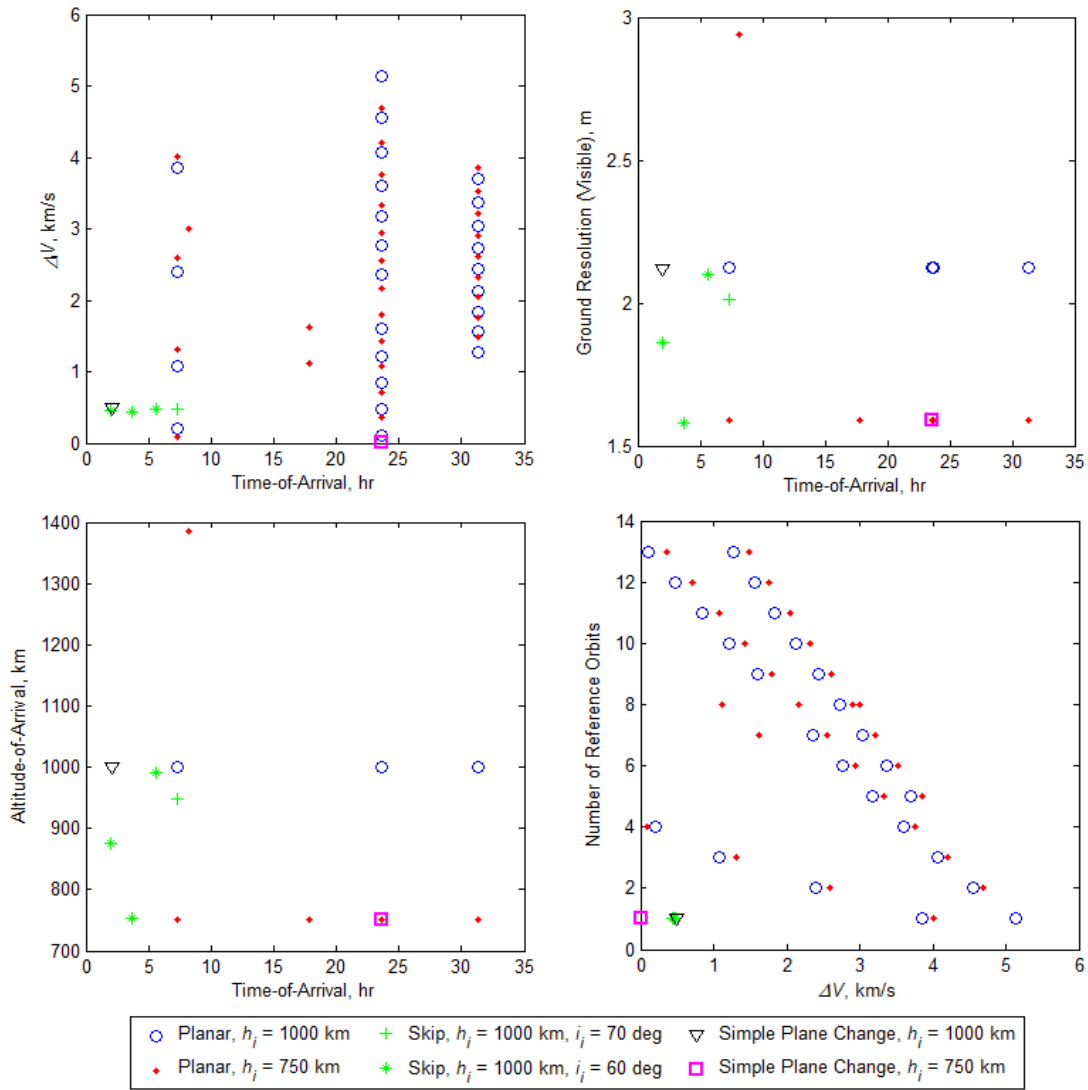 6
5
4
3
2
1
0
ΔV, km/s
0 5 10 15 20 25 30 35
Time-of-Arrival, hr
3
2.5
2
1.5
Ground Resolution (Visible), m
0 5 10 15 20 25 30 35
Time-of-Arrival, hr
1400
1300
1200
1100
1000
900
800
700
Altitude-of-Arrival, km
0 5 10 15 20 25 30 35
Time-of-Arrival, hr
14
12
10
8
6
4
2
0
Number of Reference Orbits
0 1 2 3 4 5 6
ΔV, km/s
Planar, h_i = 1000 km Skip, h_i = 1000 km, i_i = 70 deg Simple Plane Change, h_i = 1000 km
Planar, h_i = 750 km Skip, h_i = 1000 km, i_i = 60 deg Simple Plane Change, h_i = 750 km